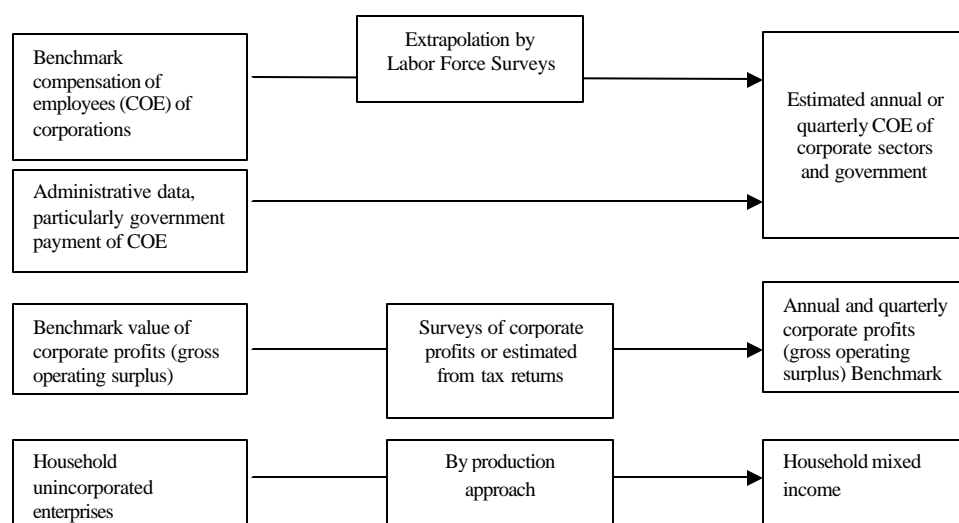 Benchmark
compensation of
employees (COE) of
corporations
Extrapolation by
Labor Force Surveys
Estimated annual or
quarterly COE of
corporate sectors
and government
Administrative data,
particularly government
payment of COE
Benchmark value of
corporate profits (gross
operating surplus)
Surveys of corporate
profits or estimated
from tax returns
Annual and quarterly
corporate profits
(gross operating
surplus) Benchmark
Household
unincorporated
enterprises
By production
approach
Household mixed
income